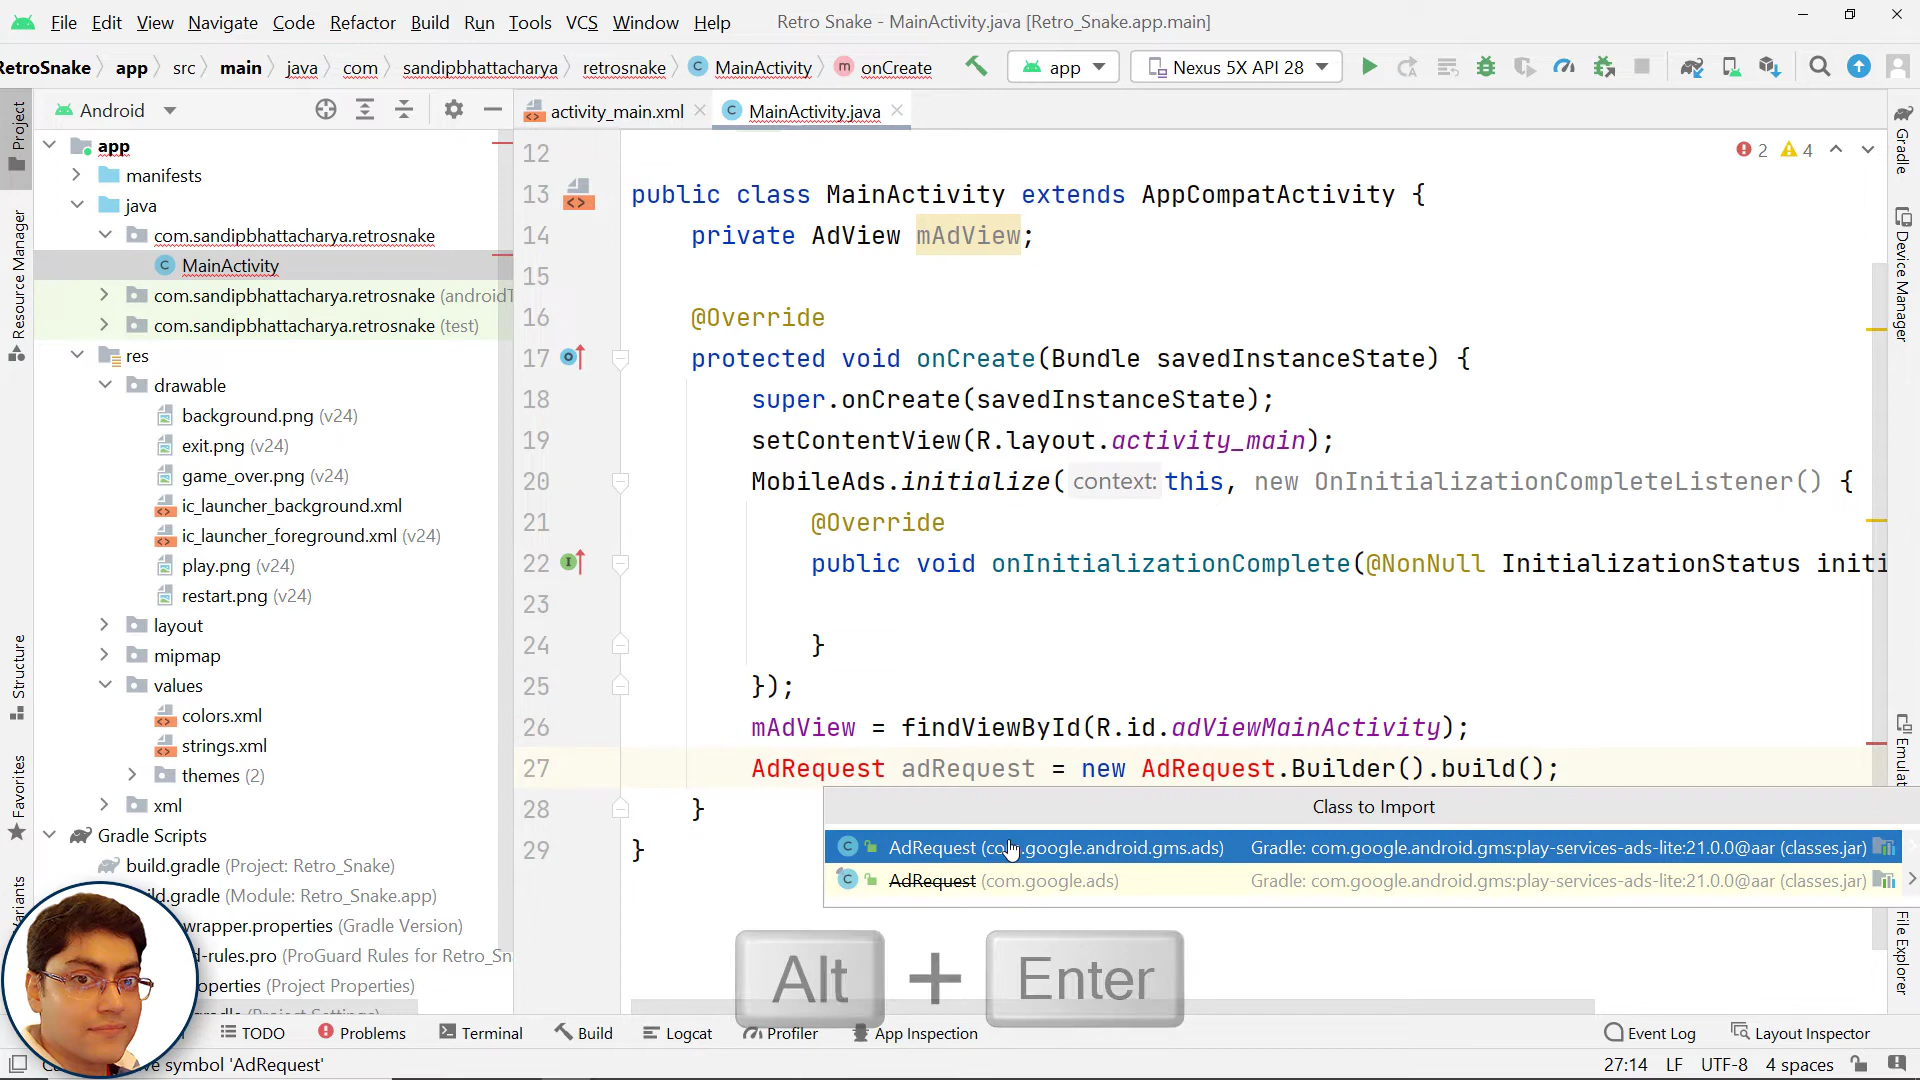 File Edit View Navigate Code Refactor Build Run Tools VCS Window Help Retro Snake - MainActivity.java [Retro_Snake.app.main]
RetroSnake app src main java com sandipbhattacharya retrosnake MainActivity onCreate app Nexus 5X API 28
Android
activity_main.xml
MainActivity.java
Project
Resource Manager
Structure
Favorites
Gradle
Device Manager
File Explorer
app
manifests
java
com.sandipbhattacharya.retrosnake
MainActivity
com.sandipbhattacharya.retrosnake (androidT
com.sandipbhattacharya.retrosnake (test)
res
drawable
background.png (v24)
exit.png (v24)
game_over.png (v24)
ic_launcher_background.xml
ic_launcher_foreground.xml (v24)
play.png (v24)
restart.png (v24)
layout
mipmap
values
colors.xml
strings.xml
themes (2)
xml
Gradle Scripts
build.gradle (Project: Retro_Snake)
ld.gradle (Module: Retro_Snake.app)
wrapper.properties (Gradle Version)
d-rules.pro (ProGuard Rules for Retro_Sn
operties (Project Properties)
2 4
12
13 public class MainActivity extends AppCompatActivity {
14 private AdView mAdView;
15
16 @Override
17 protected void onCreate(Bundle savedInstanceState) {
18 super.onCreate(savedInstanceState);
19 setContentView(R.layout.activity_main);
20 MobileAds.initialize( context: this, new OnInitializationCompleteListener() {
21 @Override
22 public void onInitializationComplete(@NonNull InitializationStatus initi
23
24 }
25 });
26 mAdView = findViewById(R.id.adViewMainActivity);
27 AdRequest adRequest = new AdRequest.Builder().build();
28 }
29 }
Class to Import
AdRequest (com.google.android.gms.ads) Gradle: com.google.android.gms:play-services-ads-lite:21.0.0@aar (classes.jar)
AdRequest (com.google.ads) Gradle: com.google.android.gms:play-services-ads-lite:21.0.0@aar (classes.jar)
Alt + Enter
TODO Problems Terminal Build Logcat Profiler App Inspection Event Log Layout Inspector
ve symbol 'AdRequest' 27:14 LF UTF-8 4 spaces